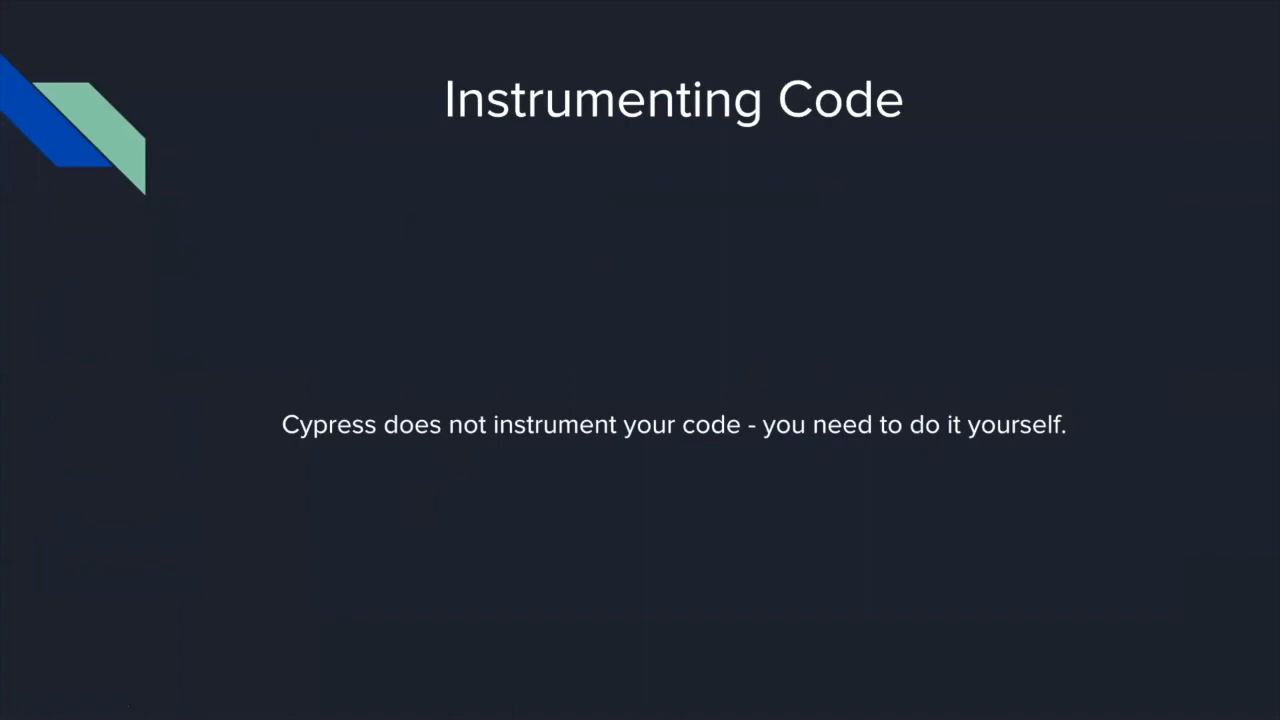 Instrumenting Code
Cypress does not instrument your code - you need to do it yourself.